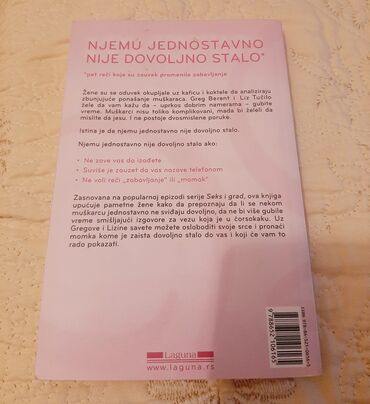 NJEMU JEDNOSTAVNO
NIJE DOVOLJNO STALO*
*pet reči koje su zauvek promenile zabavljanje
Žene su se oduvek okupljale uz kaficu i koktele da analiziraju
zbunjujuće ponašanje muškaraca. Greg Berent i Liz Tučilo
žele da vam kažu da – uprkos dobrim namerama – gubite
vreme. Muškarci nisu toliko komplikovani, mada bi želeli da
mislite da jesu. I ne postoje dvosmislene poruke.
Istina je da njemu jednostavno nije dovoljno stalo.
Njemu jednostavno nije dovoljno stalo ako:
• Ne zove vas da izađete
• Suviše je zauzet da vas nazove telefonom
• Ne voli reči „zabavljanje" ili „momak"
Zasnovana na popularnoj epizodi serije Seks i grad, ova knjiga
upućuje pametne žene kako da prepoznaju da li se nekom
muškarcu jednostavno ne sviđaju dovoljno, da ne bi više gubile
vreme smišljajući izgovore za vezu koja je u ćorsokaku. Uz
Gregove i Lizine savete možete osloboditi svoje srce i pronaći
momka kome je zaista dovoljno stalo do vas i koji će vam to
rado pokazati.
Laguna
www.laguna.rs
9788652106165